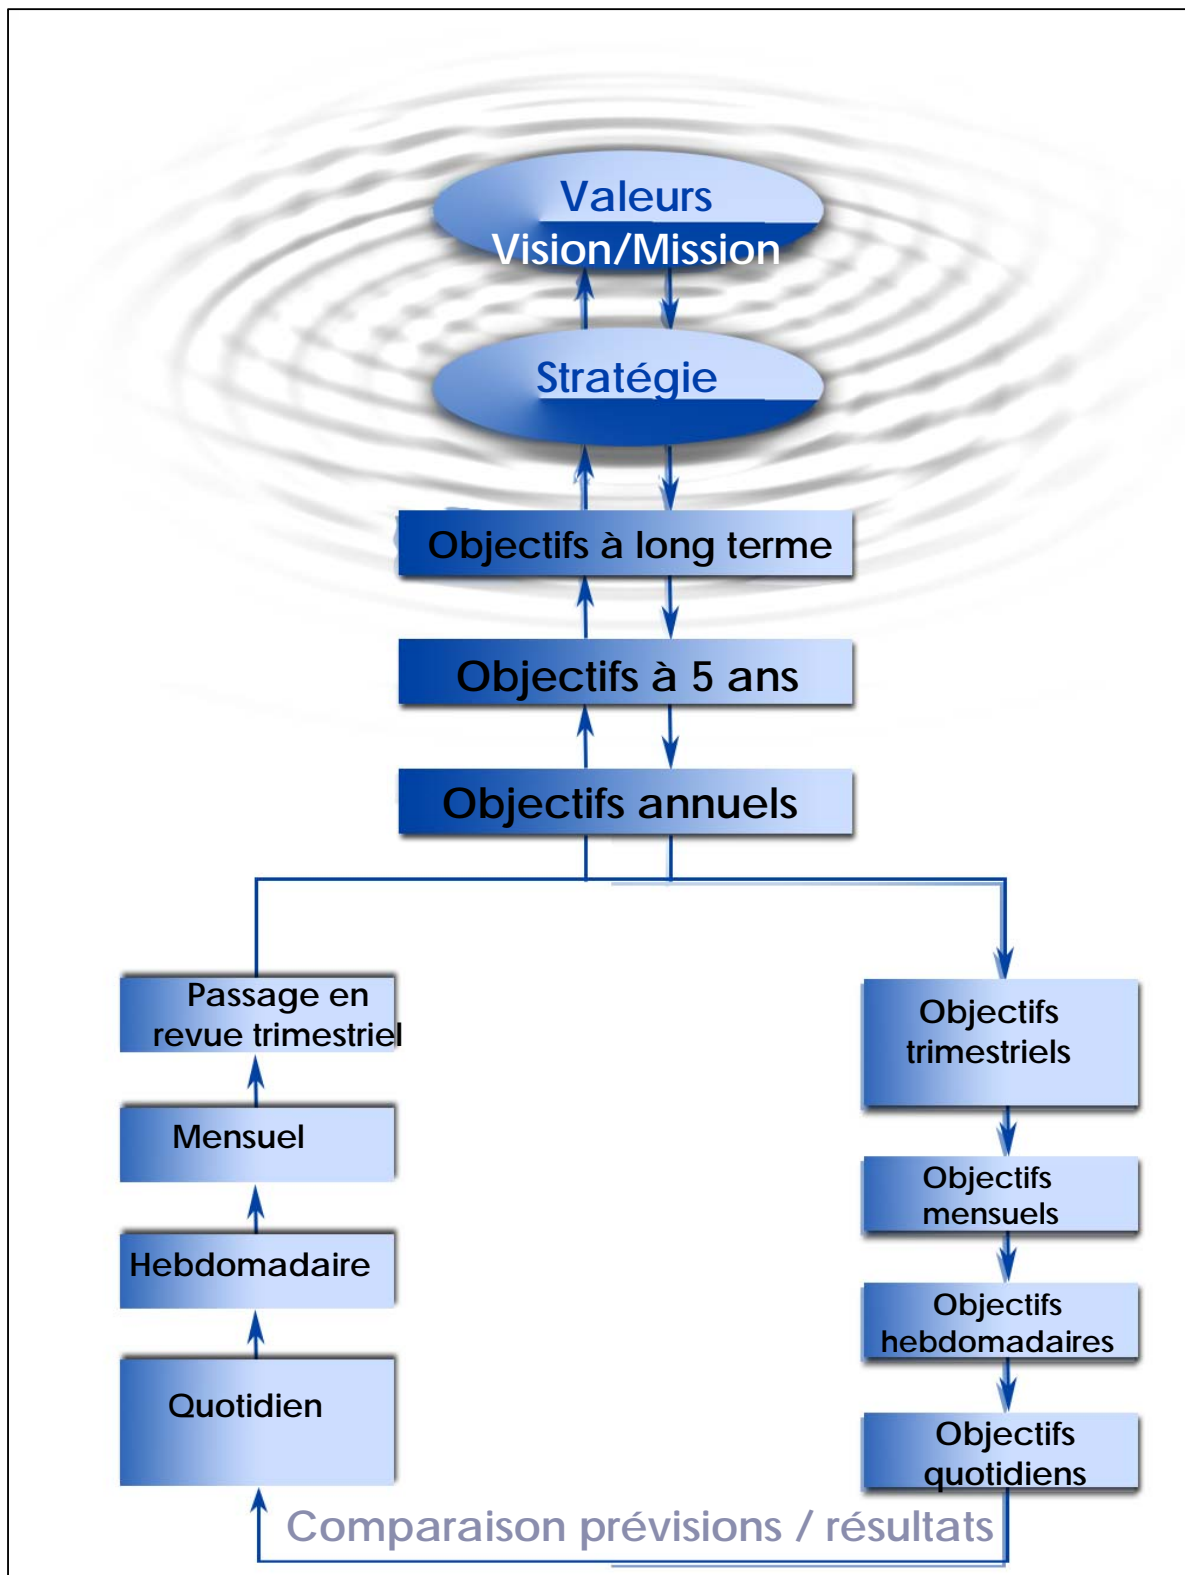 Valeurs
Vision/Mission
Stratégie
Objectifs à long terme
Objectifs à 5 ans
Objectifs annuels
Passage en
revue trimestriel
Mensuel
Hebdomadaire
Quotidien
Objectifs
trimestriels
Objectifs
mensuels
Objectifs
hebdomadaires
Objectifs
quotidiens
Comparaison prévisions / résultats